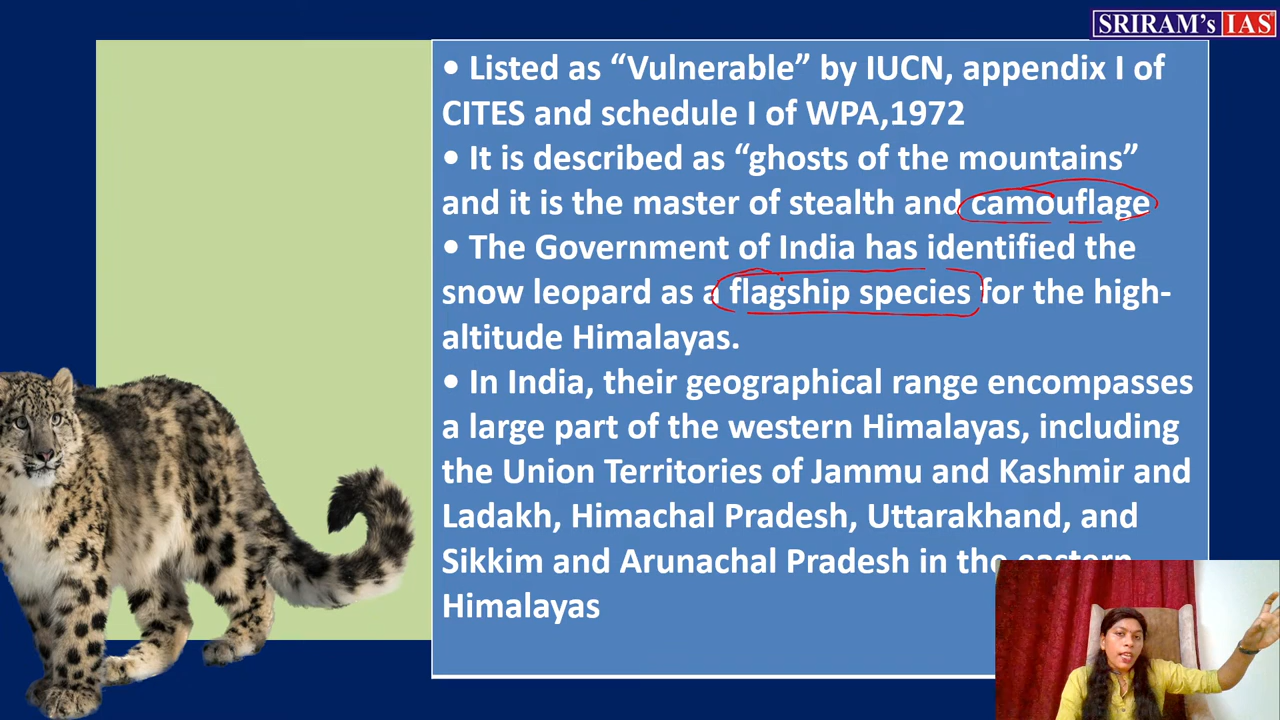 SRIRAM's IAS
• Listed as “Vulnerable” by IUCN, appendix I of
CITES and schedule I of WPA,1972
• It is described as “ghosts of the mountains”
and it is the master of stealth and camouflage
• The Government of India has identified the
snow leopard as a flagship species for the high-
altitude Himalayas.
• In India, their geographical range encompasses
a large part of the western Himalayas, including
the Union Territories of Jammu and Kashmir and
Ladakh, Himachal Pradesh, Uttarakhand, and
Sikkim and Arunachal Pradesh in the eastern
Himalayas